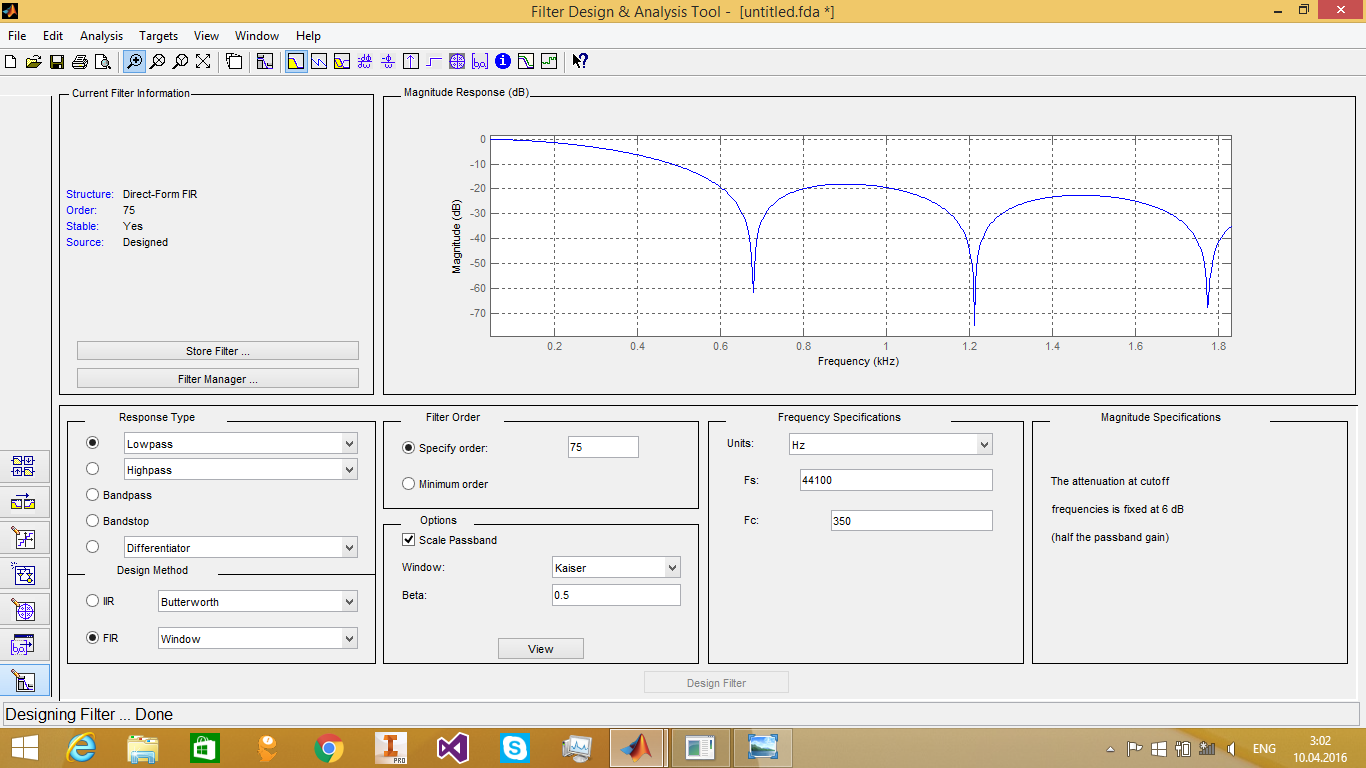 Filter Design & Analysis Tool - [untitled.fda *]
File Edit Analysis Targets View Window Help
Current Filter Information
Structure: Direct-Form FIR
Order: 75
Stable: Yes
Source: Designed
Store Filter ...
Filter Manager ...
Magnitude Response (dB)
0
-10
-20
-30
-40
-50
-60
-70
Magnitude (dB)
0.2 0.4 0.6 0.8 1 1.2 1.4 1.6 1.8
Frequency (kHz)
Response Type
Lowpass
Highpass
Bandpass
Bandstop
Differentiator
Design Method
IIR Butterworth
FIR Window
Filter Order
Specify order: 75
Minimum order
Options
Scale Passband
Window: Kaiser
Beta: 0.5
View
Frequency Specifications
Units: Hz
Fs: 44100
Fc: 350
Magnitude Specifications
The attenuation at cutoff
frequencies is fixed at 6 dB
(half the passband gain)
Design Filter
Designing Filter ... Done
PRO
ENG
3:02
10.04.2016